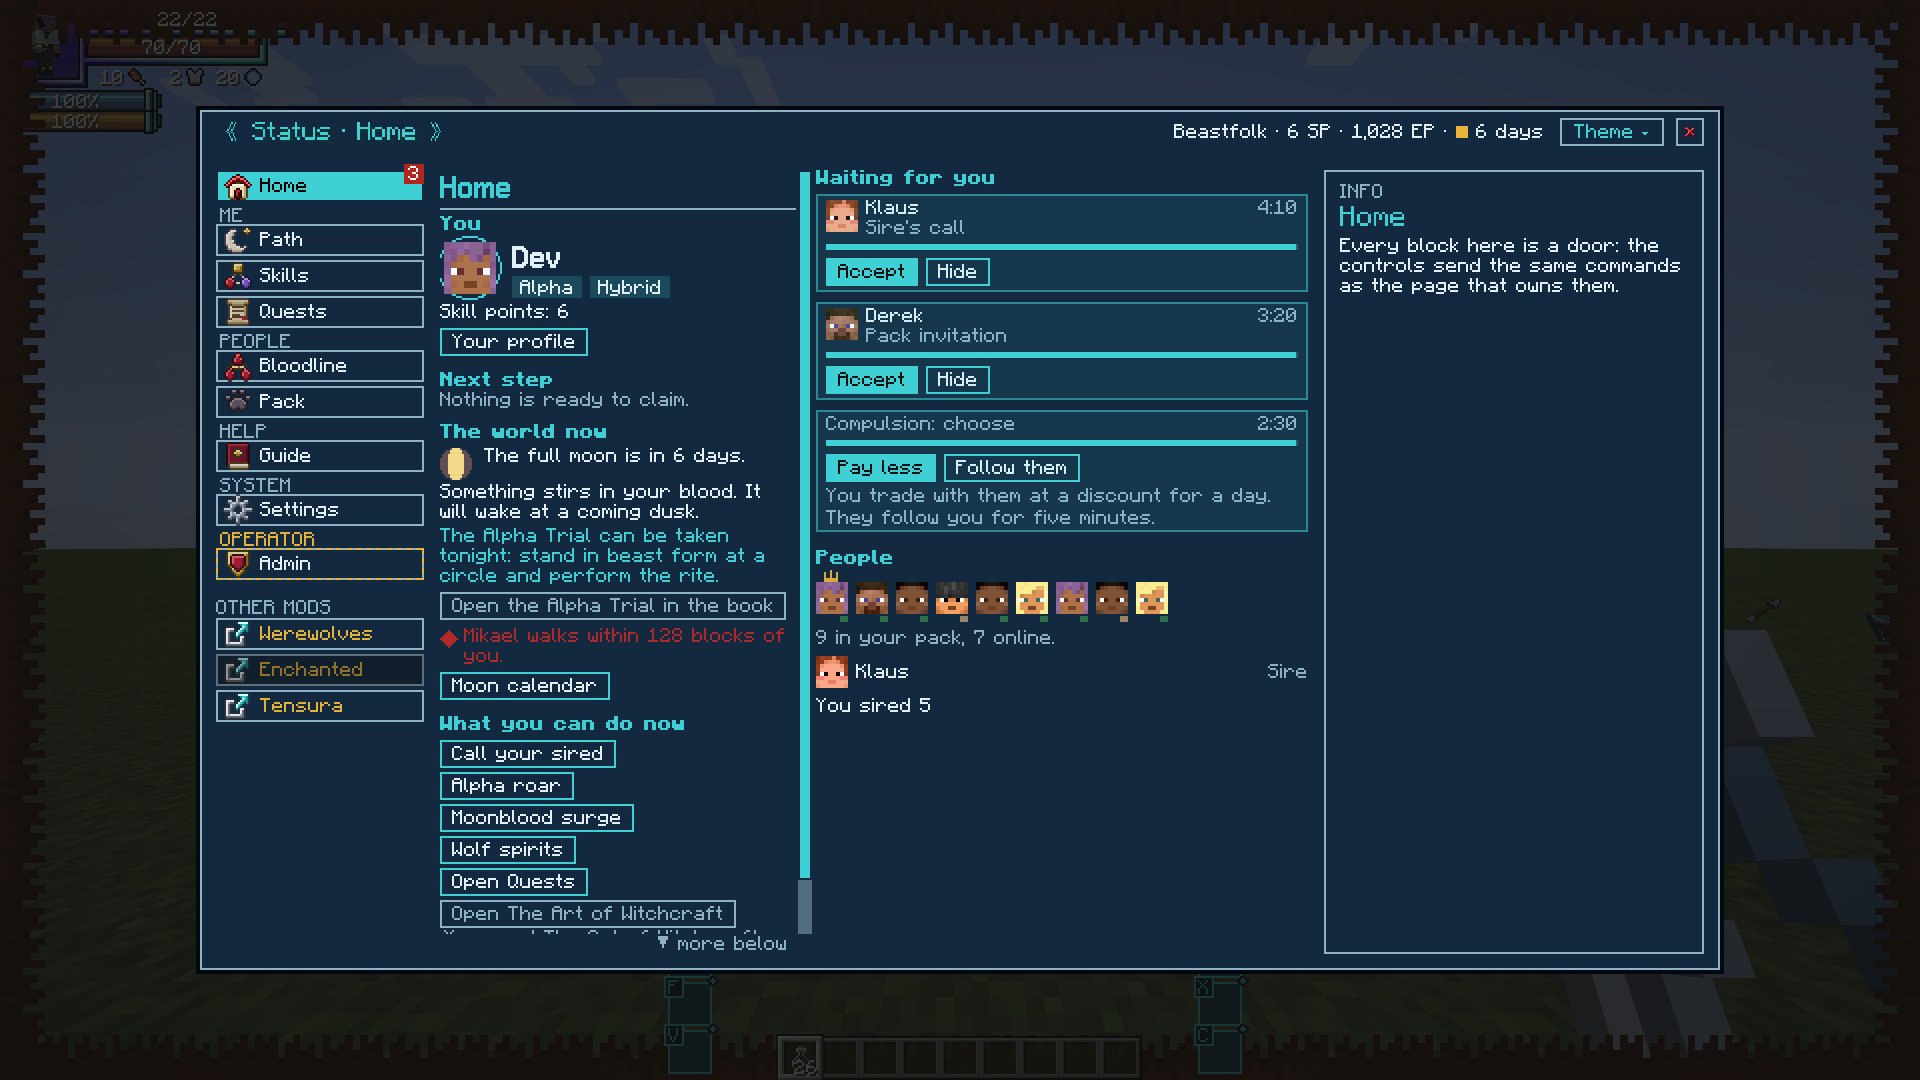 22/22
70/70
10 2 20
100%
100%
《 Status · Home 》
Beastfolk · 6 SP · 1,028 EP · 6 days
Theme
×
Home
3
ME
Path
Skills
Quests
PEOPLE
Bloodline
Pack
HELP
Guide
SYSTEM
Settings
OPERATOR
Admin
OTHER MODS
Werewolves
Enchanted
Tensura
Home
You
Dev
Alpha Hybrid
Skill points: 6
Your profile
Next step
Nothing is ready to claim.
The world now
The full moon is in 6 days.
Something stirs in your blood. It
will wake at a coming dusk.
The Alpha Trial can be taken
tonight: stand in beast form at a
circle and perform the rite.
Open the Alpha Trial in the book
Mikael walks within 128 blocks of
you.
Moon calendar
What you can do now
Call your sired
Alpha roar
Moonblood surge
Wolf spirits
Open Quests
Open The Art of Witchcraft
▼ more below
Waiting for you
Klaus 4:10
Sire's call
Accept Hide
Derek 3:20
Pack invitation
Accept Hide
Compulsion: choose 2:30
Pay less Follow them
You trade with them at a discount for a day.
They follow you for five minutes.
People
9 in your pack, 7 online.
Klaus Sire
You sired 5
INFO
Home
Every block here is a door: the
controls send the same commands
as the page that owns them.
F
V
X
C
26